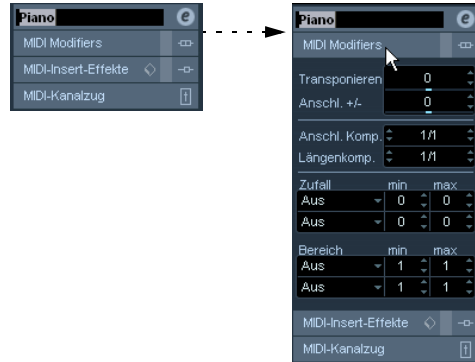 Piano
MIDI Modifiers
MIDI-Insert-Effekte
MIDI-Kanalzug
Piano
MIDI Modifiers
Transponieren 0
Anschl. +/- 0
Anschl. Komp. 1/1
Längenkomp. 1/1
Zufall min max
Aus 0 0
Aus 0 0
Bereich min max
Aus 1 1
Aus 1 1
MIDI-Insert-Effekte
MIDI-Kanalzug